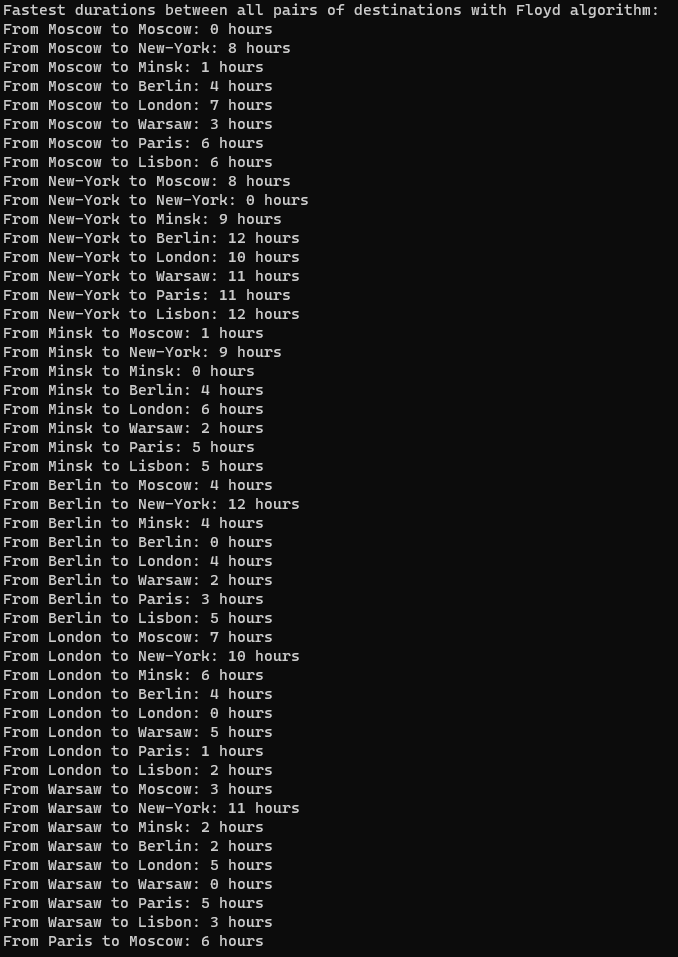 Fastest durations between all pairs of destinations with Floyd algorithm:
From Moscow to Moscow: 0 hours
From Moscow to New-York: 8 hours
From Moscow to Minsk: 1 hours
From Moscow to Berlin: 4 hours
From Moscow to London: 7 hours
From Moscow to Warsaw: 3 hours
From Moscow to Paris: 6 hours
From Moscow to Lisbon: 6 hours
From New-York to Moscow: 8 hours
From New-York to New-York: 0 hours
From New-York to Minsk: 9 hours
From New-York to Berlin: 12 hours
From New-York to London: 10 hours
From New-York to Warsaw: 11 hours
From New-York to Paris: 11 hours
From New-York to Lisbon: 12 hours
From Minsk to Moscow: 1 hours
From Minsk to New-York: 9 hours
From Minsk to Minsk: 0 hours
From Minsk to Berlin: 4 hours
From Minsk to London: 6 hours
From Minsk to Warsaw: 2 hours
From Minsk to Paris: 5 hours
From Minsk to Lisbon: 5 hours
From Berlin to Moscow: 4 hours
From Berlin to New-York: 12 hours
From Berlin to Minsk: 4 hours
From Berlin to Berlin: 0 hours
From Berlin to London: 4 hours
From Berlin to Warsaw: 2 hours
From Berlin to Paris: 3 hours
From Berlin to Lisbon: 5 hours
From London to Moscow: 7 hours
From London to New-York: 10 hours
From London to Minsk: 6 hours
From London to Berlin: 4 hours
From London to London: 0 hours
From London to Warsaw: 5 hours
From London to Paris: 1 hours
From London to Lisbon: 2 hours
From Warsaw to Moscow: 3 hours
From Warsaw to New-York: 11 hours
From Warsaw to Minsk: 2 hours
From Warsaw to Berlin: 2 hours
From Warsaw to London: 5 hours
From Warsaw to Warsaw: 0 hours
From Warsaw to Paris: 5 hours
From Warsaw to Lisbon: 3 hours
From Paris to Moscow: 6 hours